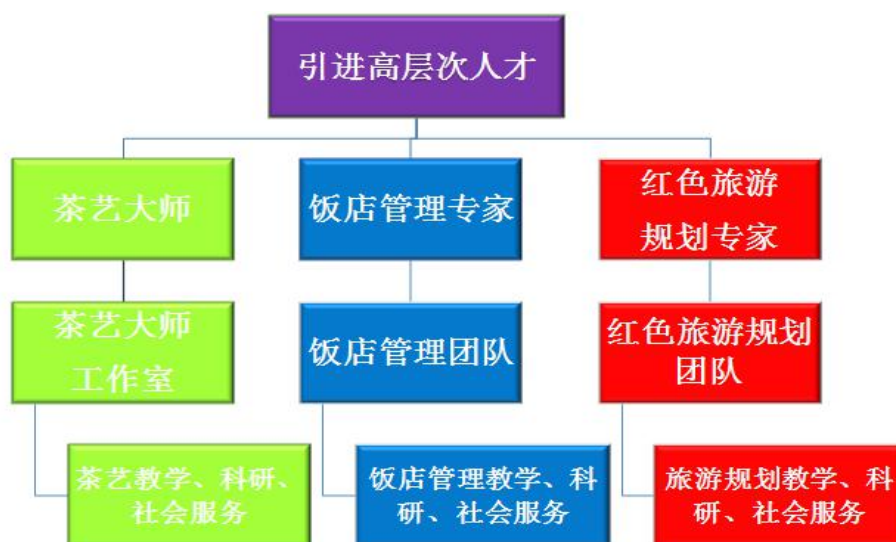 引进高层次人才
茶艺大师
饭店管理专家
红色旅游
规划专家
茶艺大师
工作室
饭店管理团队
红色旅游规划
团队
茶艺教学、科研、
社会服务
饭店管理教学、科
研、社会服务
旅游规划教学、科
研、社会服务